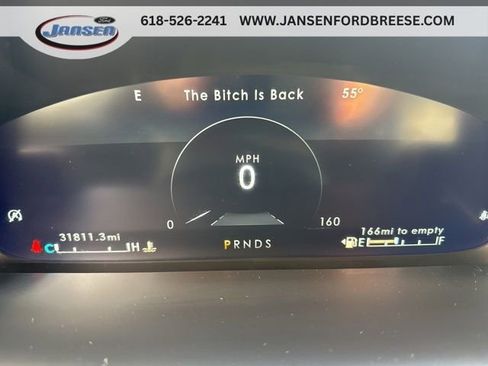 JANSEN
Ford
618-526-2241 WWW.JANSENFORDBREESE.COM
E The Bitch Is Back 55°
MPH
0
0 160
31811.3mi 166mi to empty
C H PRNDS E F